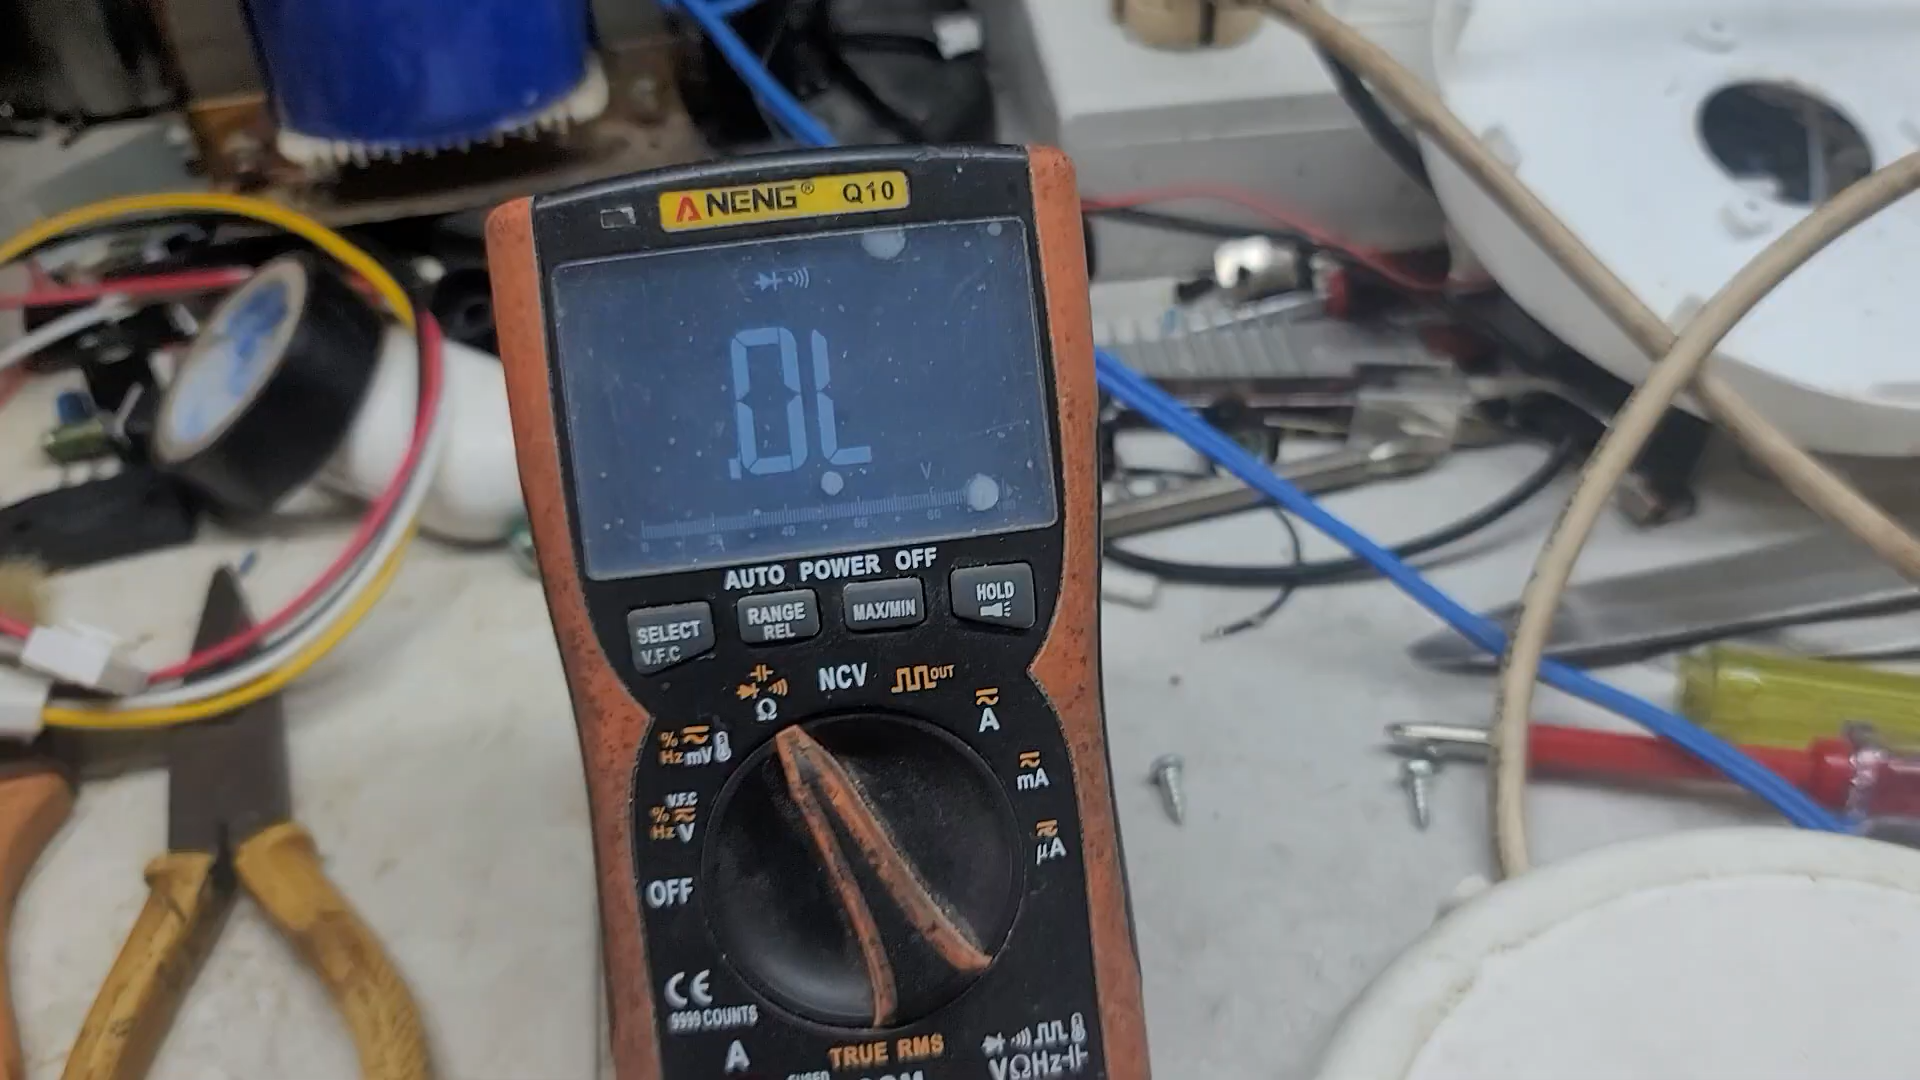 ANENG® Q10
.0L
V
AUTO POWER OFF
SELECT
V.F.C
RANGE
REL
MAX/MIN
HOLD
Ω
NCV
OUT
A
% Hz mV
mA
V.F.C
% Hz V
μA
OFF
CE
9999 COUNTS
A
TRUE RMS
VΩHz